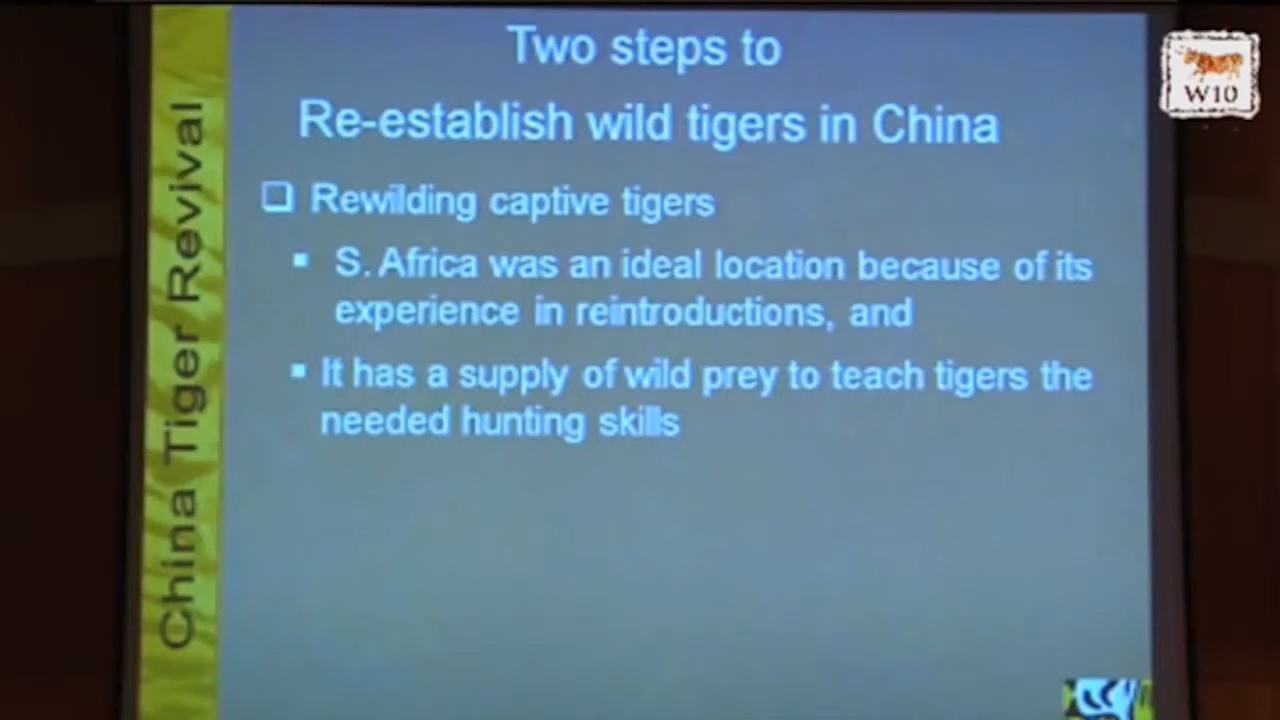 Two steps to
Re-establish wild tigers in China
Rewilding captive tigers
S. Africa was an ideal location because of its
experience in reintroductions, and
It has a supply of wild prey to teach tigers the
needed hunting skills
China Tiger Revival
W10